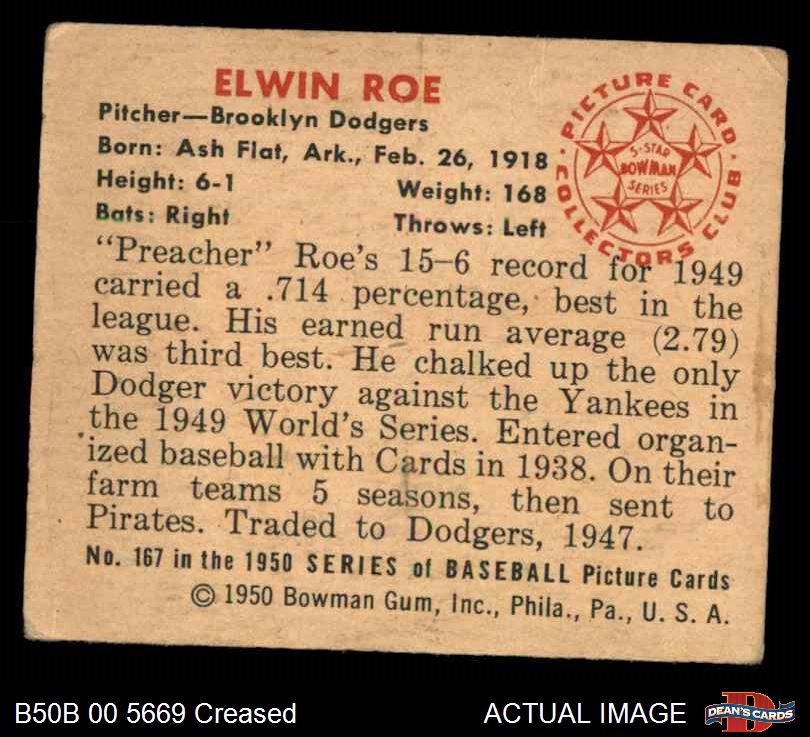 ELWIN ROE
Pitcher—Brooklyn Dodgers
Born: Ash Flat, Ark., Feb. 26, 1918
Height: 6-1 Weight: 168
Bats: Right Throws: Left
PICTURE CARD
COLLECTORS CLUB
5-STAR
BOWMAN
SERIES
"Preacher" Roe's 15–6 record for 1949
carried a .714 percentage, best in the
league. His earned run average (2.79)
was third best. He chalked up the only
Dodger victory against the Yankees in
the 1949 World's Series. Entered organ-
ized baseball with Cards in 1938. On their
farm teams 5 seasons, then sent to
Pirates. Traded to Dodgers, 1947.
No. 167 in the 1950 SERIES of BASEBALL Picture Cards
© 1950 Bowman Gum, Inc., Phila., Pa., U. S. A.
B50B 00 5669 Creased
ACTUAL IMAGE
D
DEAN'S CARDS